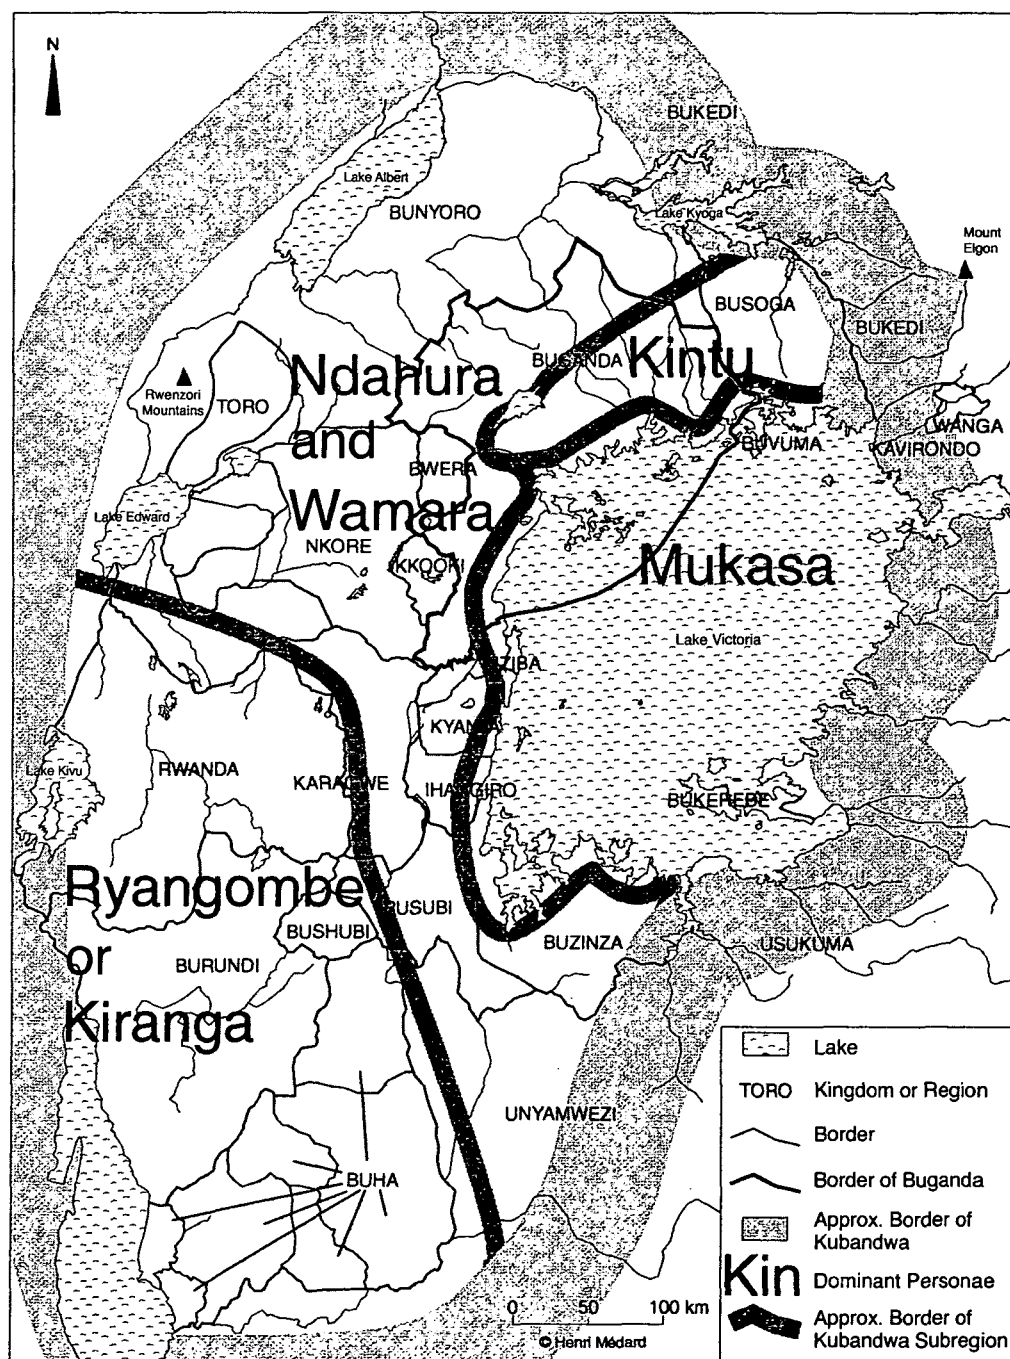 N
BUKEDI
Lake Albert
BUNYORO
Lake Kyoga
Mount
Elgon
BUSOGA
BUKEDI
BUGANDA
Kintu
Ndahura
and
Wamara
Rwenzori
Mountains
TORO
BWERA
BUVUMA
WANGA
KAVIRONDO
Lake Edward
NKORE
KKOOKI
Mukasa
Lake Victoria
KARAGWE
IHANGIRO
RWANDA
Lake Kivu
BUKEREBE
Ryangombe
or
Kiranga
BUSHUBI
BURUNDI
BUZINZA
USUKUMA
UNYAMWEZI
BUHA
Lake
TORO Kingdom or Region
Border
Border of Buganda
Approx. Border of
Kubandwa
Kin Dominant Personae
Approx. Border of
Kubandwa Subregion
0 50 100 km
© Henri Médard